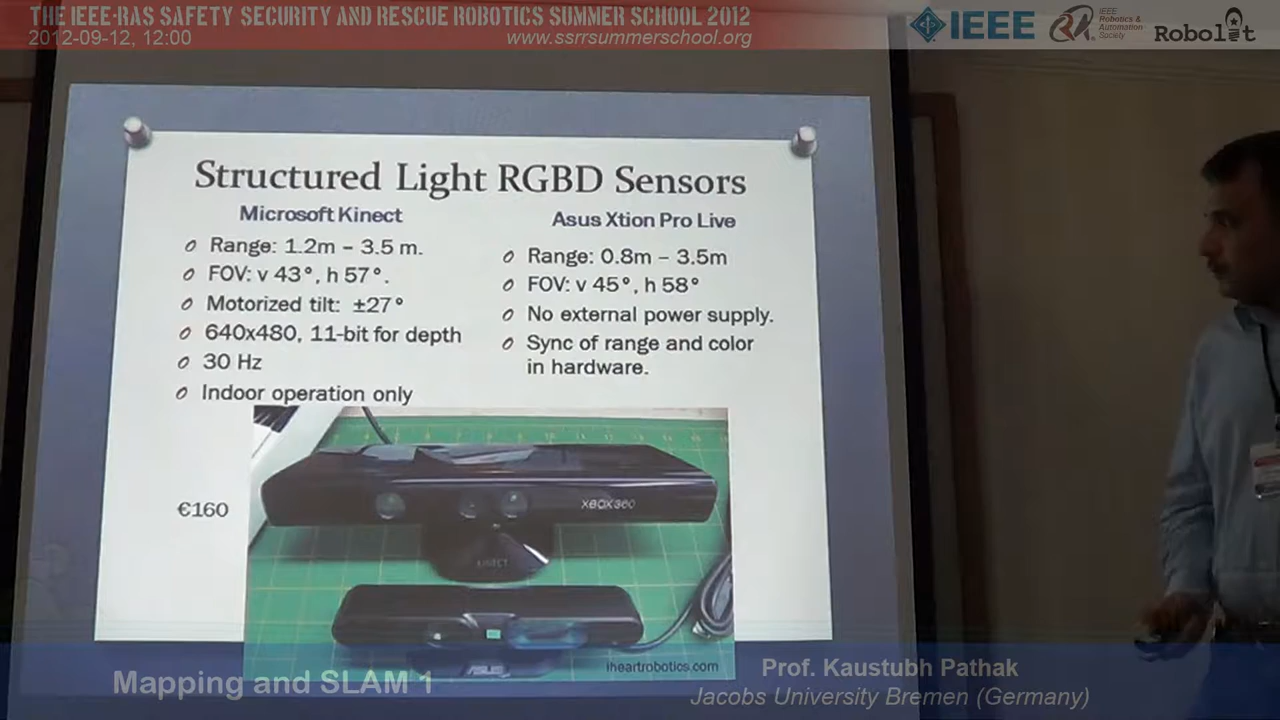 THE IEEE-RAS SAFETY SECURITY AND RESCUE ROBOTICS SUMMER SCHOOL 2012
2012-09-12, 12:00
www.ssrrsummerschool.org
IEEE
IEEE
Robotics &
Automation
Society
Robolit
Structured Light RGBD Sensors
Microsoft Kinect
Range: 1.2m – 3.5 m.
FOV: v 43°, h 57°.
Motorized tilt: ±27°
640x480, 11-bit for depth
30 Hz
Indoor operation only
Asus Xtion Pro Live
Range: 0.8m – 3.5m
FOV: v 45°, h 58°
No external power supply.
Sync of range and color
in hardware.
€160
XBOX360
KINECT
ASUS
iheartrobotics.com
Mapping and SLAM 1
Prof. Kaustubh Pathak
Jacobs University Bremen (Germany)